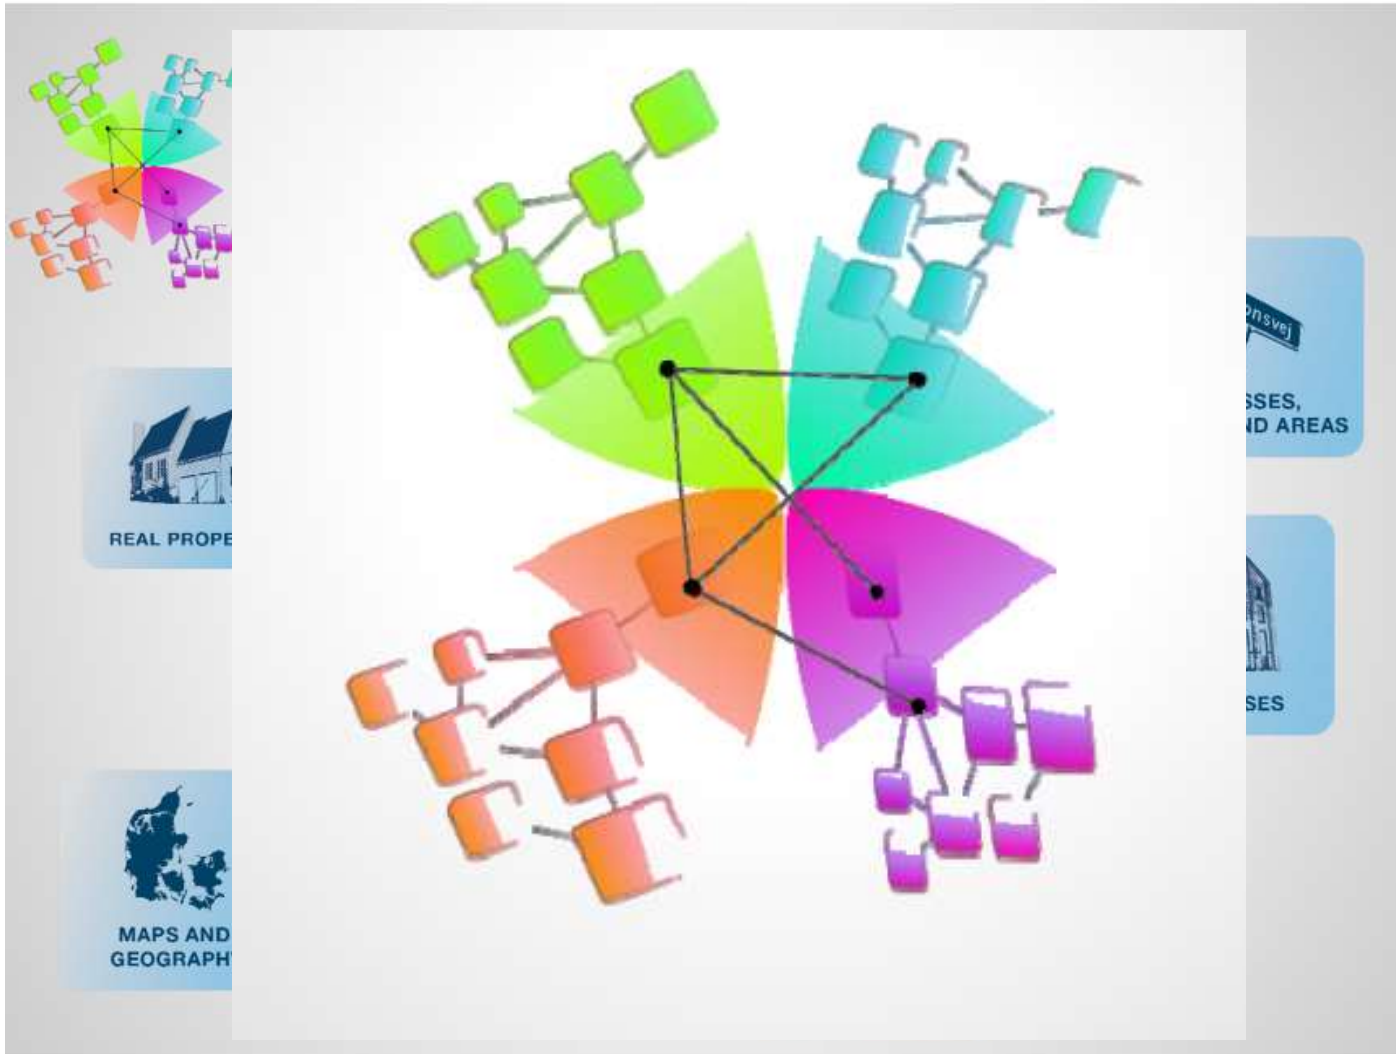 onsvej
SSES,
ND AREAS
REAL PROPE
SES
MAPS AND
GEOGRAPH